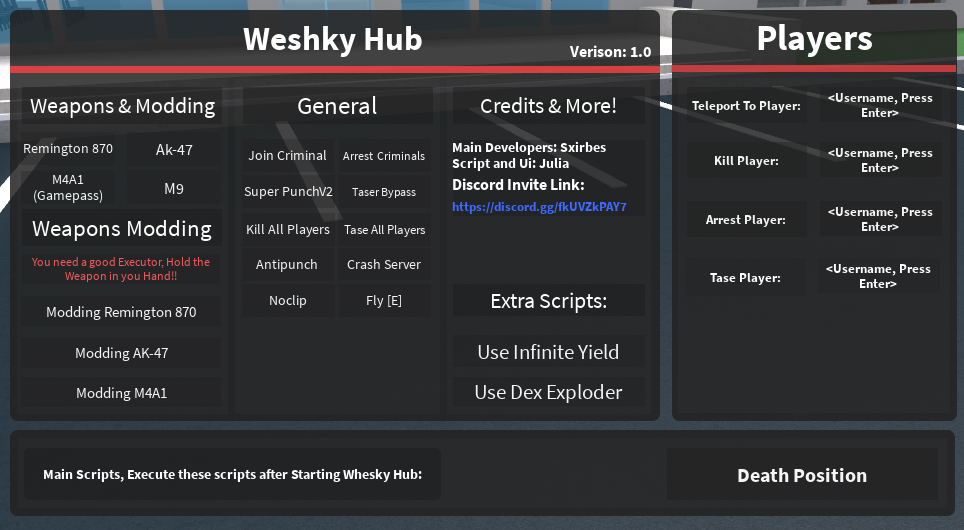 Weshky Hub
Verison: 1.0
Weapons & Modding
Remington 870
Ak-47
M4A1
(Gamepass)
M9
Weapons Modding
You need a good Executor, Hold the
Weapon in you Hand!!
Modding Remington 870
Modding AK-47
Modding M4A1
General
Join Criminal
Arrest Criminals
Super PunchV2
Taser Bypass
Kill All Players
Tase All Players
Antipunch
Crash Server
Noclip
Fly [E]
Credits & More!
Main Developers: Sxirbes
Script and Ui: Julia
Discord Invite Link:
https://discord.gg/fkUVZkPAY7
Extra Scripts:
Use Infinite Yield
Use Dex Exploder
Players
Teleport To Player:
<Username, Press
Enter>
Kill Player:
<Username, Press
Enter>
Arrest Player:
<Username, Press
Enter>
Tase Player:
<Username, Press
Enter>
Main Scripts, Execute these scripts after Starting Whesky Hub:
Death Position